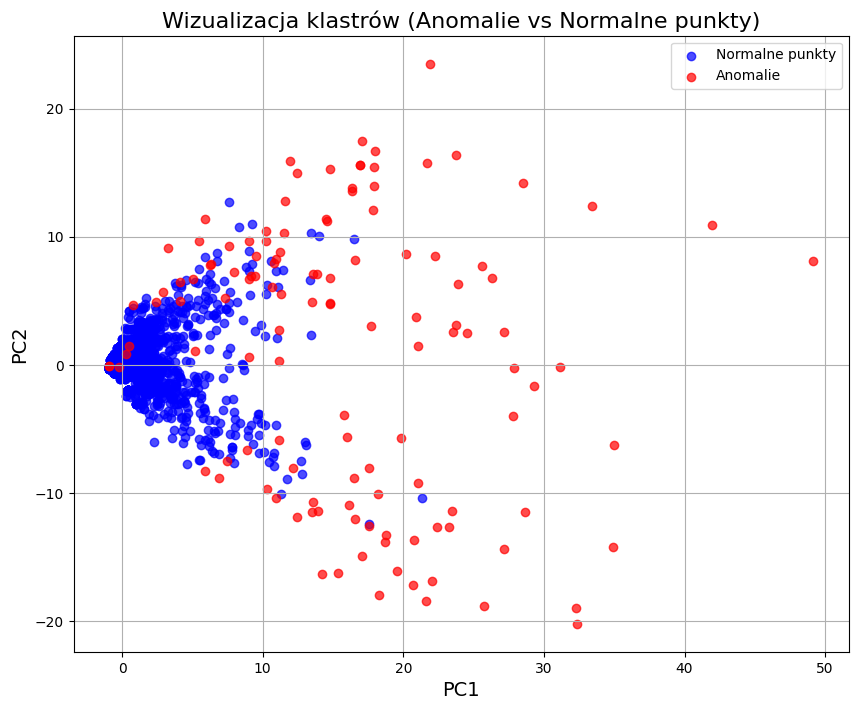 Wizualizacja klastrów (Anomalie vs Normalne punkty)
Normalne punkty
Anomalie
PC2
20
10
0
−10
−20
0 10 20 30 40 50
PC1